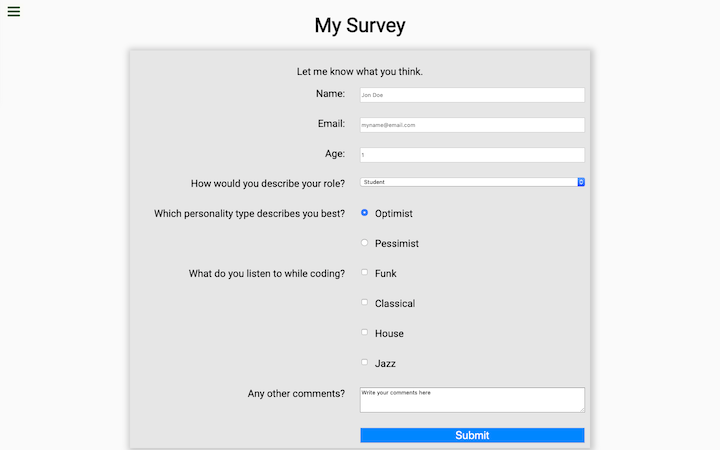 My Survey
Let me know what you think.
Name:
Jon Doe
Email:
myname@email.com
Age:
1
How would you describe your role?
Student
Which personality type describes you best?
Optimist
Pessimist
What do you listen to while coding?
Funk
Classical
House
Jazz
Any other comments?
Write your comments here
Submit